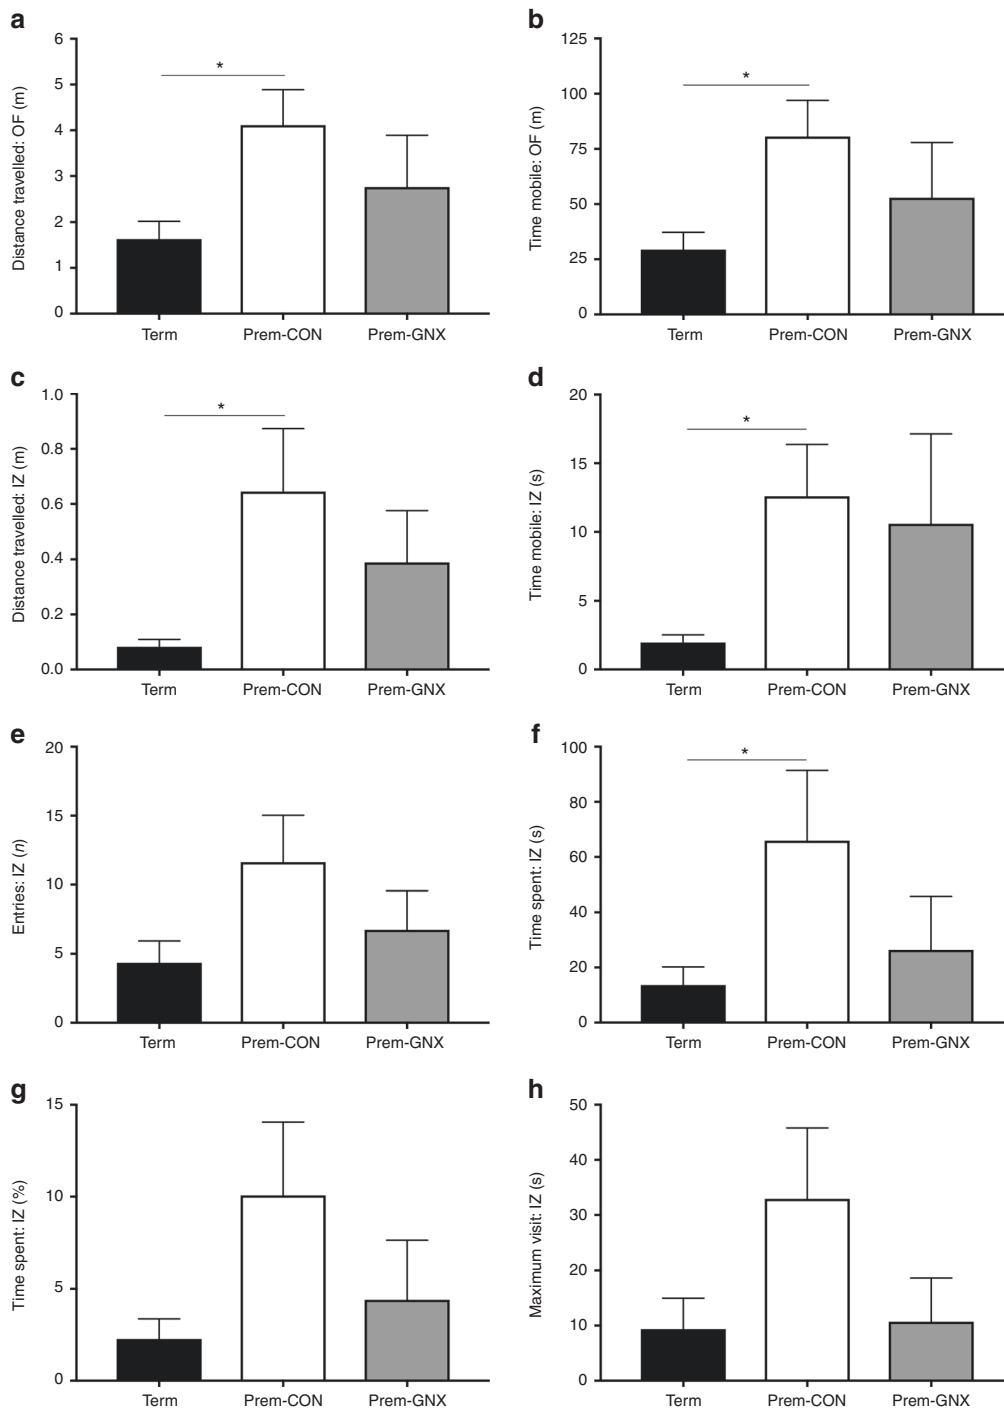 a
Distance travelled: OF (m)
6
5
4
3
2
1
0
*
Term Prem-CON Prem-GNX
b
Time mobile: OF (m)
125
100
75
50
25
0
*
Term Prem-CON Prem-GNX
c
Distance travelled: IZ (m)
1.0
0.8
0.6
0.4
0.2
0.0
*
Term Prem-CON Prem-GNX
d
Time mobile: IZ (s)
20
15
10
5
0
*
Term Prem-CON Prem-GNX
e
Entries: IZ (n)
20
15
10
5
0
Term Prem-CON Prem-GNX
f
Time spent: IZ (s)
100
80
60
40
20
0
*
Term Prem-CON Prem-GNX
g
Time spent: IZ (%)
15
10
5
0
Term Prem-CON Prem-GNX
h
Maximum visit: IZ (s)
50
40
30
20
10
0
Term Prem-CON Prem-GNX